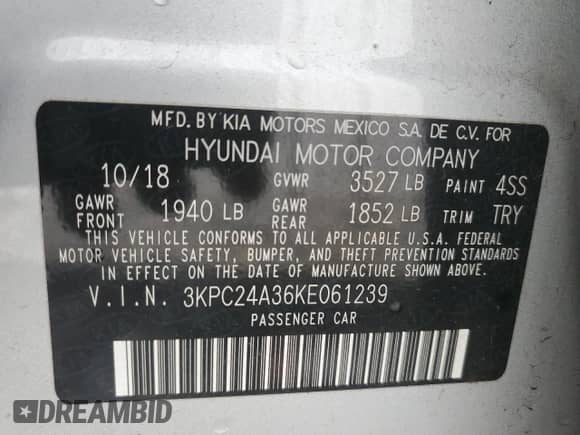 MFD. BY KIA MOTORS MEXICO S.A. DE C.V. FOR
HYUNDAI MOTOR COMPANY
10/18 GVWR 3527 LB PAINT 4SS
GAWR FRONT 1940 LB GAWR REAR 1852 LB TRIM TRY
THIS VEHICLE CONFORMS TO ALL APPLICABLE U.S.A. FEDERAL
MOTOR VEHICLE SAFETY, BUMPER, AND THEFT PREVENTION STANDARDS
IN EFFECT ON THE DATE OF MANUFACTURE SHOWN ABOVE.
V.I.N. 3KPC24A36KE061239
PASSENGER CAR
DREAMBID